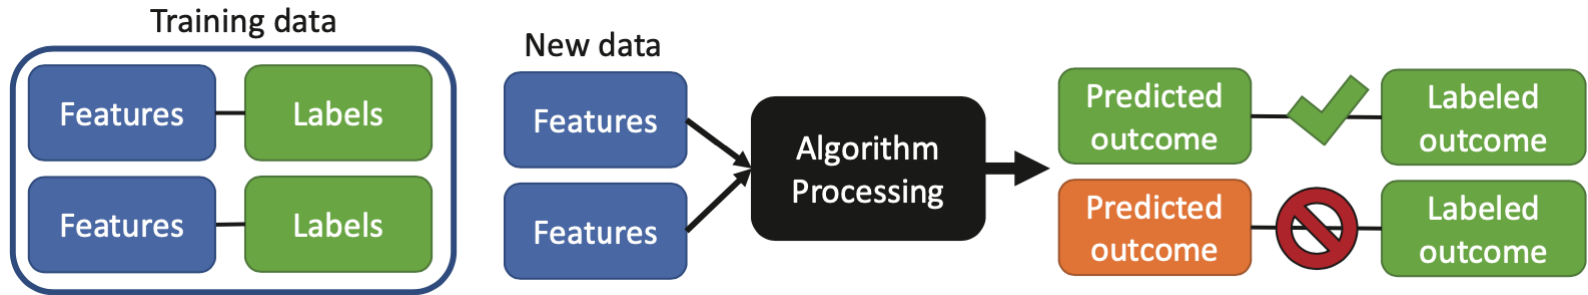 Training data
Features
Labels
Features
Labels
New data
Features
Features
Algorithm
Processing
Predicted
outcome
Labeled
outcome
Predicted
outcome
Labeled
outcome